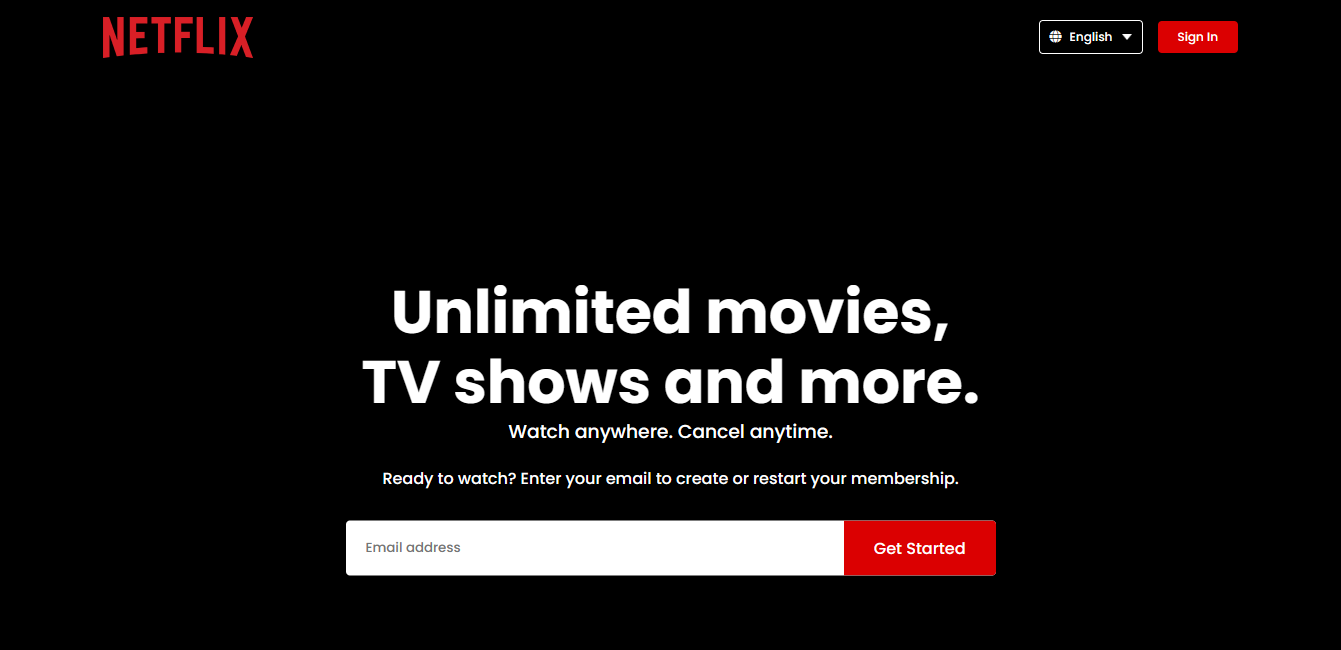 NETFLIX
English
Sign In
Unlimited movies,
TV shows and more.
Watch anywhere. Cancel anytime.
Ready to watch? Enter your email to create or restart your membership.
Email address
Get Started